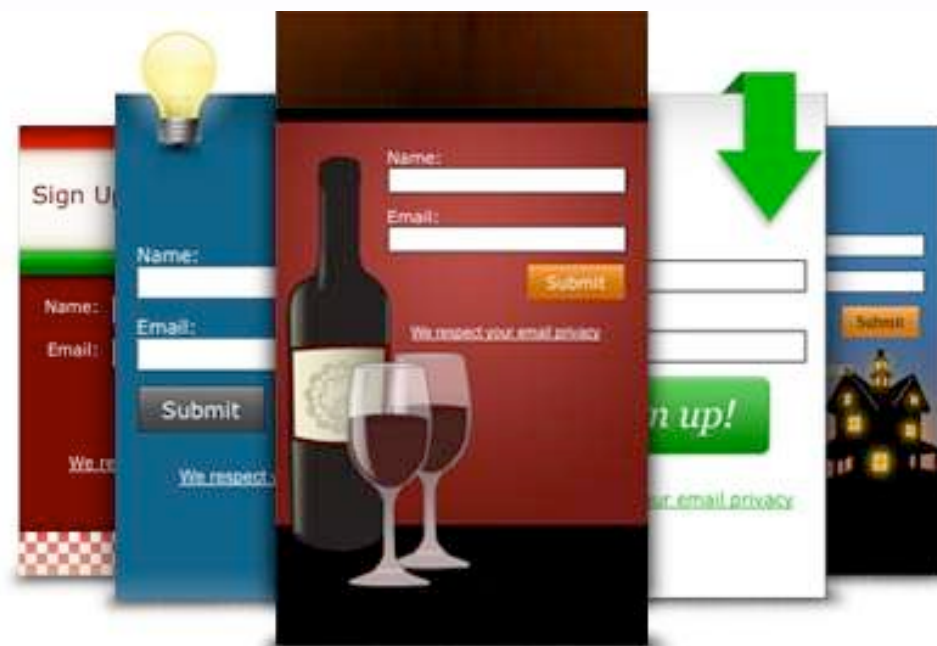 Sign U
Name:
Email:
We re
Name:
Email:
Submit
We respect
Name:
Email:
Submit
We respect your email privacy
n up!
ur email privacy
Submit